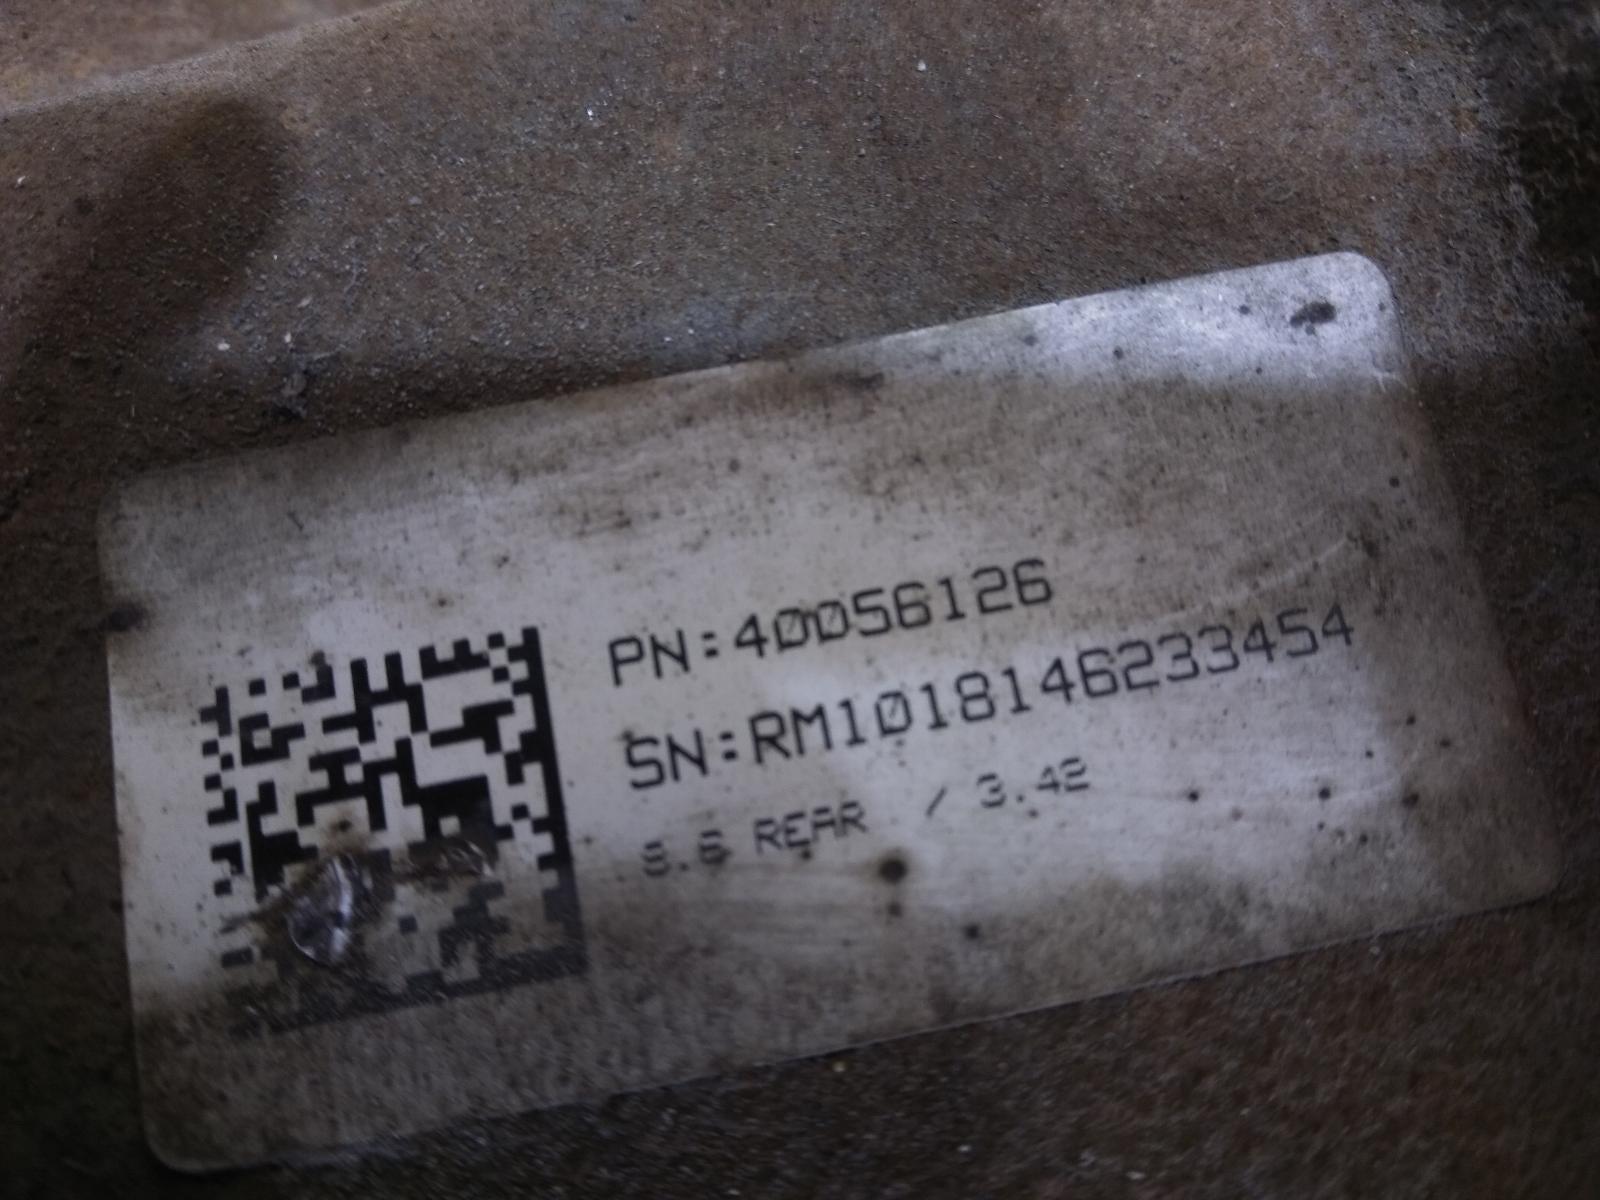 PN:40056126
SN:RM1018146233454
8.6 REAR / 3.42